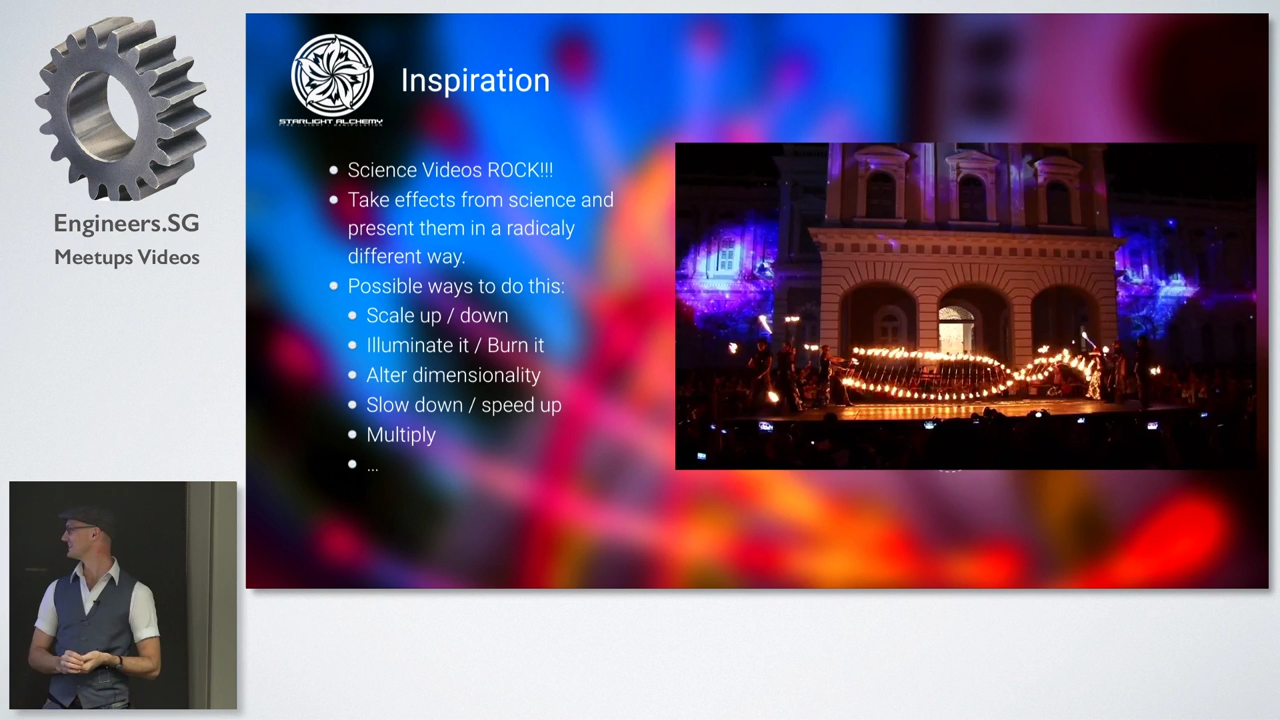 Engineers.SG
Meetups Videos
STARLIGHT ALCHEMY
Inspiration
Science Videos ROCK!!!
Take effects from science and
present them in a radicaly
different way.
Possible ways to do this:
Scale up / down
Illuminate it / Burn it
Alter dimensionality
Slow down / speed up
Multiply
...